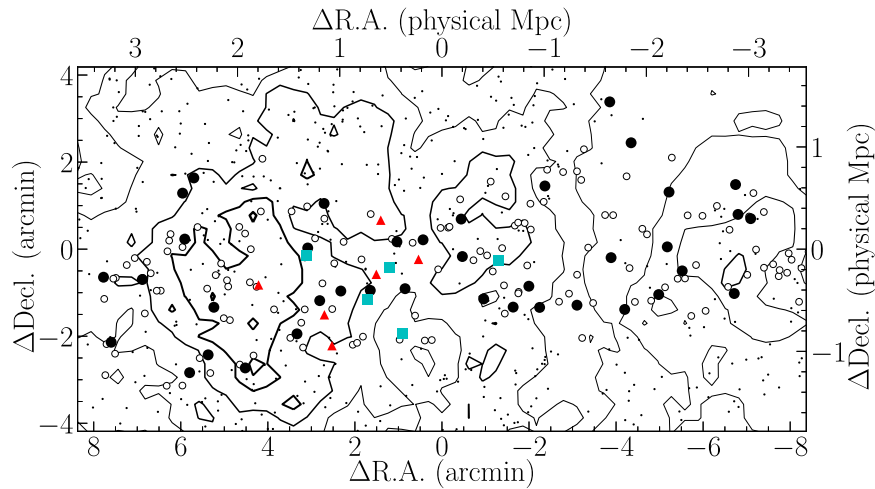 ΔR.A. (physical Mpc)
3 2 1 0 −1 −2 −3
4
2
0
−2
−4
ΔDecl. (arcmin)
1
0
−1
ΔDecl. (physical Mpc)
8 6 4 2 0 −2 −4 −6 −8
ΔR.A. (arcmin)